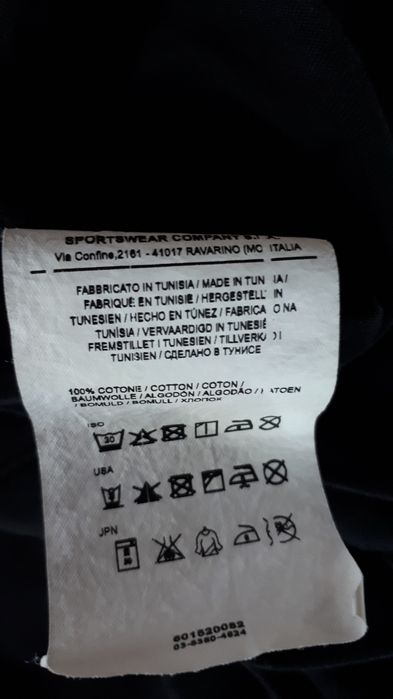 SPORTSWEAR COMPANY S.
Via Confine,2161 - 41017 RAVARINO (MO ITALIA
FABBRICATO IN TUNISIA / MADE IN TUN IA/
FABRIQUÉ EN TUNISIE / HERGESTELL IN
TUNESIEN / HECHO EN TÚNEZ / FABRICA O NA
TUNÍSIA / VERVAARDIGD IN TUNESIË
FREMSTILLET I TUNESIEN / TILLVERK I
TUNISIEN / СДЕЛАНО В ТУНИСЕ
100% COTONE / COTTON / COTON /
BAUMWOLLE / ALGODÓN / ALGODÃO / ATOEN
/ BOMULD / BOMULL / ХЛОПОК
ISO
30
USA
JPN
601520082
03-6360-4624